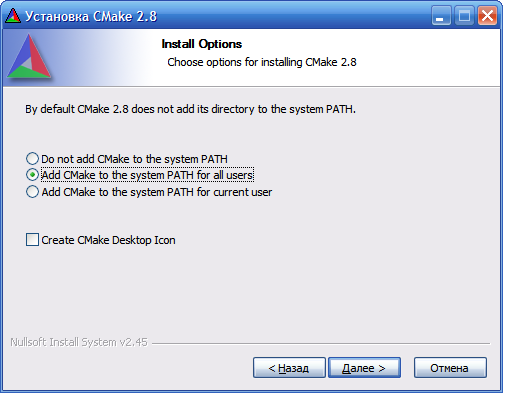 Установка CMake 2.8
Install Options
Choose options for installing CMake 2.8
By default CMake 2.8 does not add its directory to the system PATH.
Do not add CMake to the system PATH
Add CMake to the system PATH for all users
Add CMake to the system PATH for current user
Create CMake Desktop Icon
Nullsoft Install System v2.45
< Назад
Далее >
Отмена